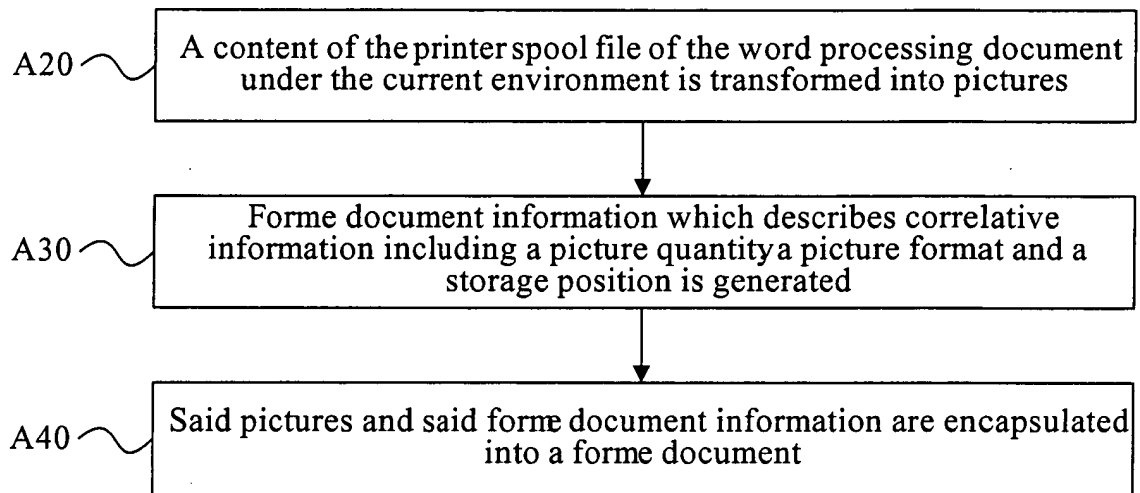 A20
A content of the printer spool file of the word processing document
under the current environment is transformed into pictures
A30
Forme document information which describes correlative
information including a picture quantity a picture format and a
storage position is generated
A40
Said pictures and said forme document information are encapsulated
into a forme document